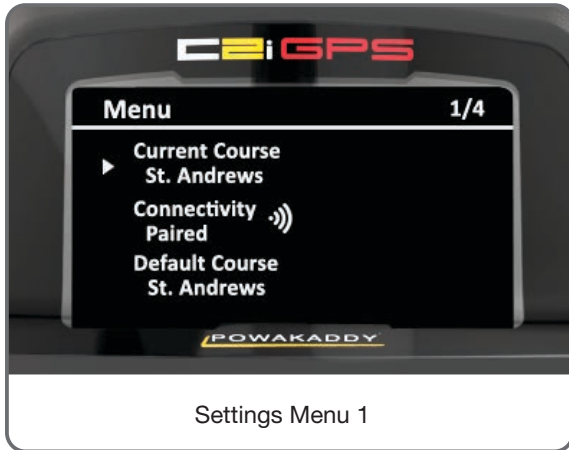 C2i GPS
Menu 1/4
Current Course
St. Andrews
Connectivity
Paired
Default Course
St. Andrews
POWAKADDY
Settings Menu 1